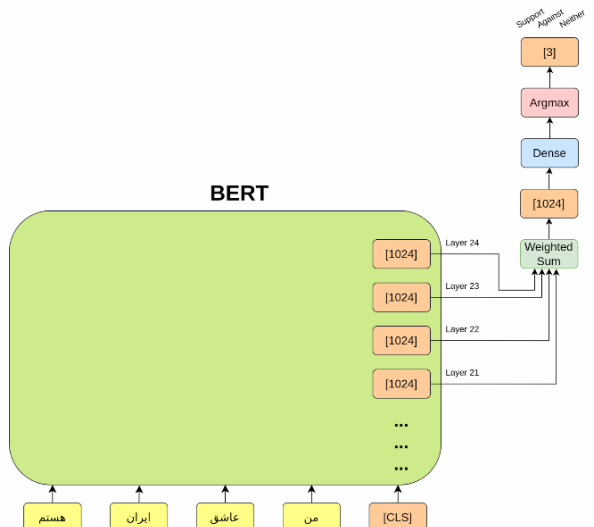 Support
Against
Neither
[3]
Argmax
Dense
[1024]
Weighted
Sum
BERT
[1024]
Layer 24
[1024]
Layer 23
[1024]
Layer 22
[1024]
Layer 21
...
...
...
[CLS]
من
عاشق
ایران
هستم